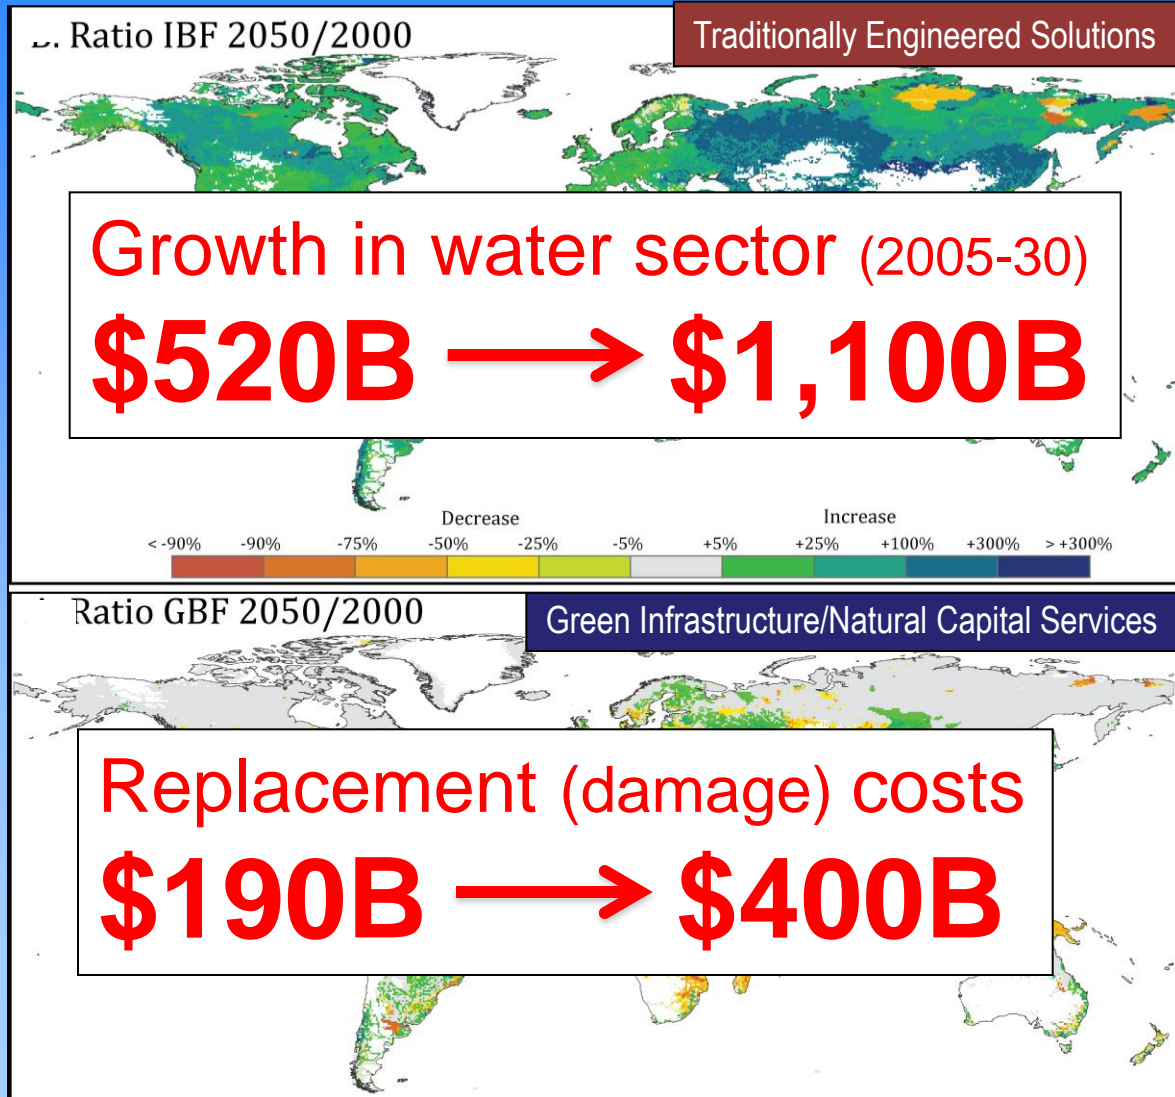 Ratio IBF 2050/2000
Traditionally Engineered Solutions
Growth in water sector (2005-30)
$520B → $1,100B
Decrease Increase
< -90% -90% -75% -50% -25% -5% +5% +25% +100% +300% > +300%
Ratio GBF 2050/2000
Green Infrastructure/Natural Capital Services
Replacement (damage) costs
$190B → $400B